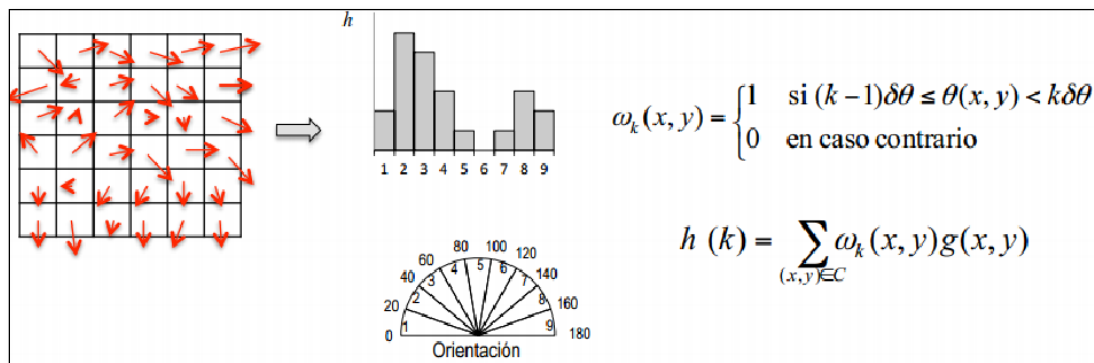 h
1 2 3 4 5 6 7 8 9
ω_k(x, y) = { 1 si (k − 1)δθ ≤ θ(x, y) < kδθ
0 en caso contrario
h (k) = ∑_{(x, y)∈C} ω_k(x, y)g(x, y)
80 100
60 120
40 140
20 160
0 180
1 2 3 4 5 6 7 8 9
Orientación